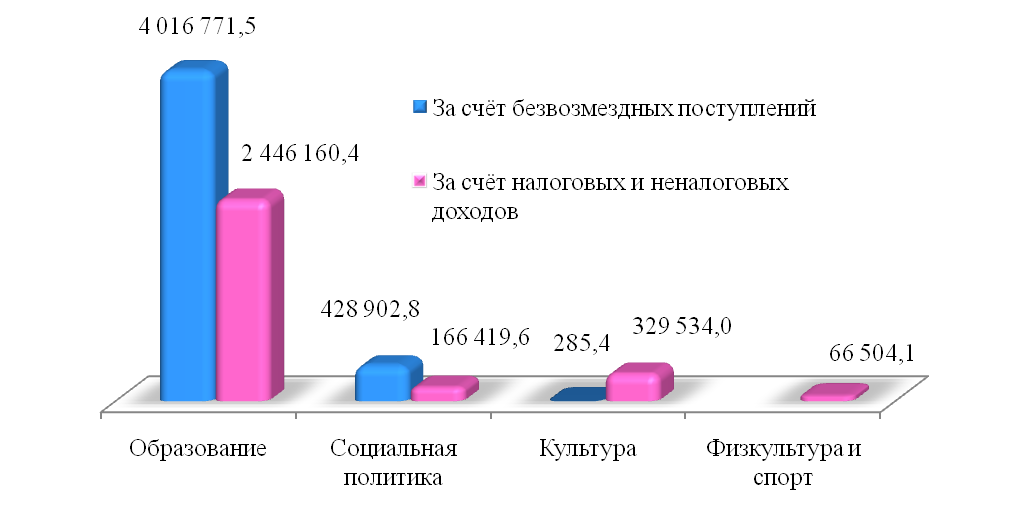 4 016 771,5
2 446 160,4
За счёт безвозмездных поступлений
За счёт налоговых и неналоговых
доходов
428 902,8
166 419,6
285,4
329 534,0
66 504,1
Образование
Социальная
политика
Культура
Физкультура и
спорт